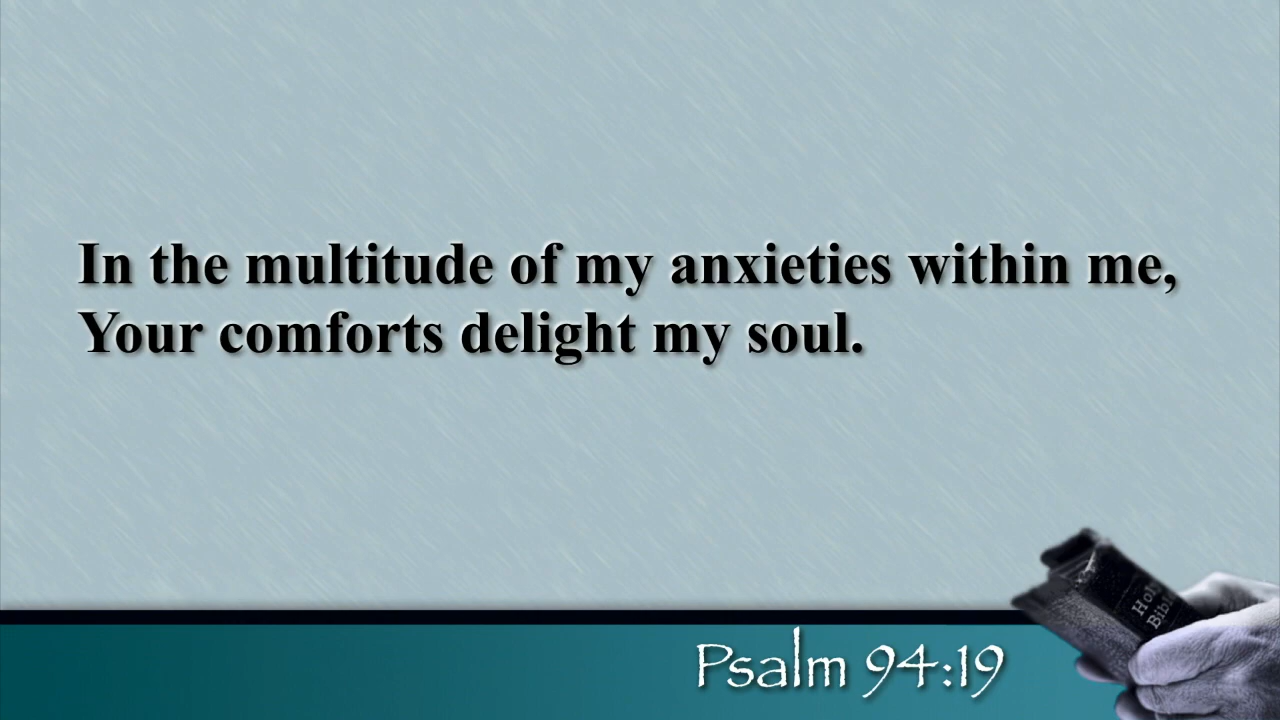 In the multitude of my anxieties within me,
Your comforts delight my soul.
Holy
Bible
Psalm 94:19